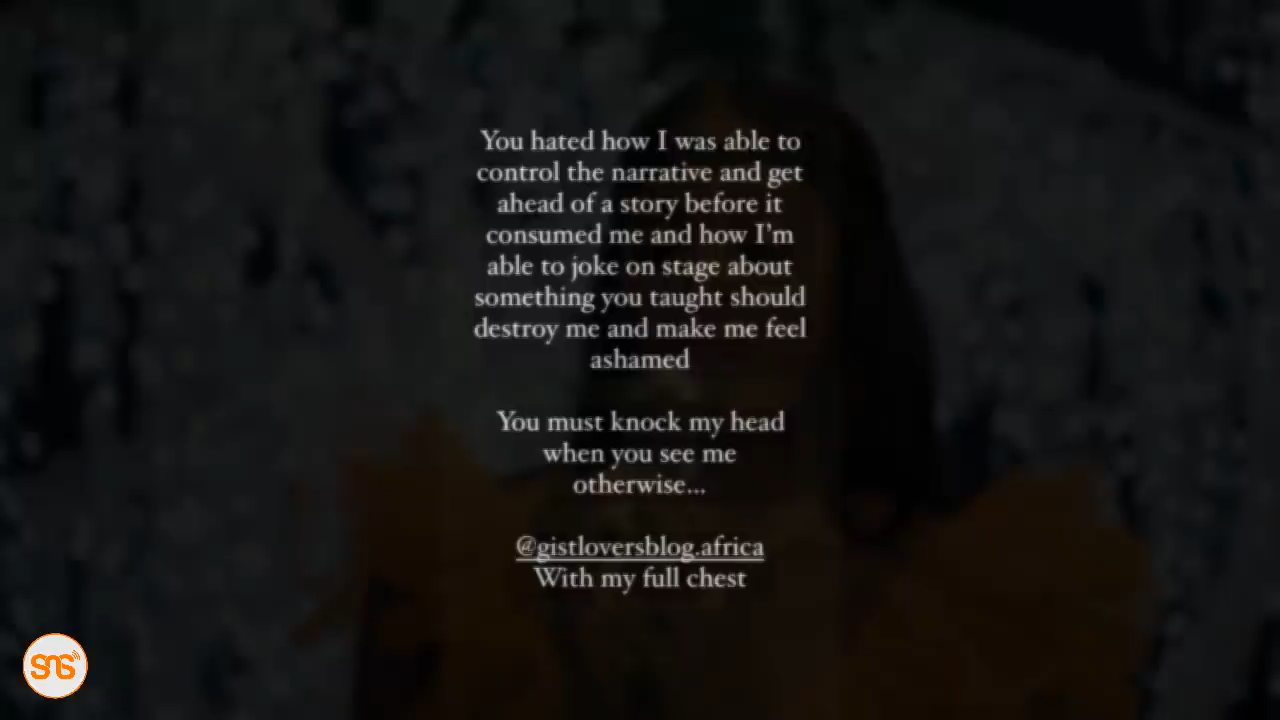 You hated how I was able to
control the narrative and get
ahead of a story before it
consumed me and how I'm
able to joke on stage about
something you taught should
destroy me and make me feel
ashamed
You must knock my head
when you see me
otherwise...
@gistloversblog.africa
With my full chest
SNS